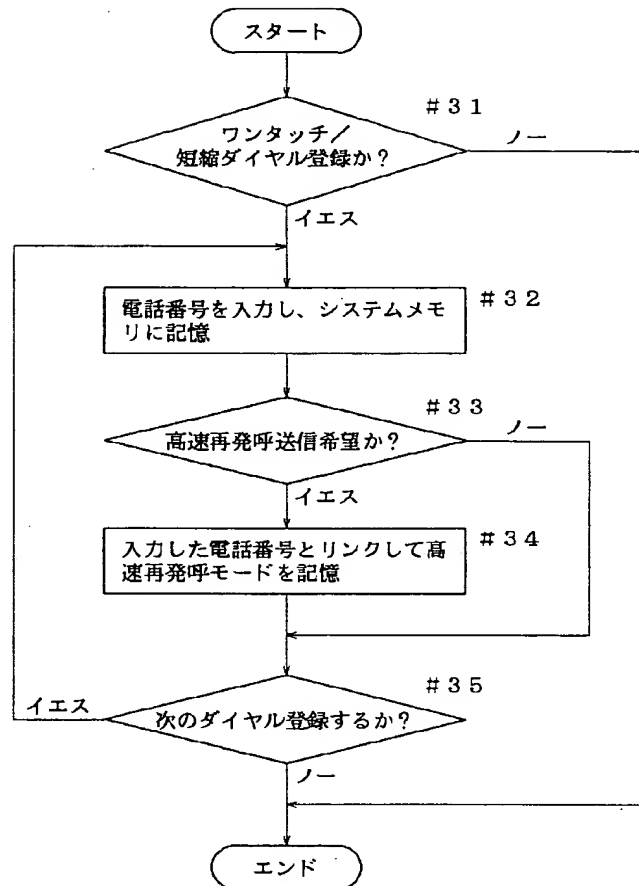 スタート
#31
ワンタッチ/
短縮ダイヤル登録か?
ノー
イエス
電話番号を入力し、システムメモ
リに記憶
#32
#33
高速再発呼送信希望か?
ノー
イエス
入力した電話番号とリンクして高
速再発呼モードを記憶
#34
#35
イエス
次のダイヤル登録するか?
ノー
エンド